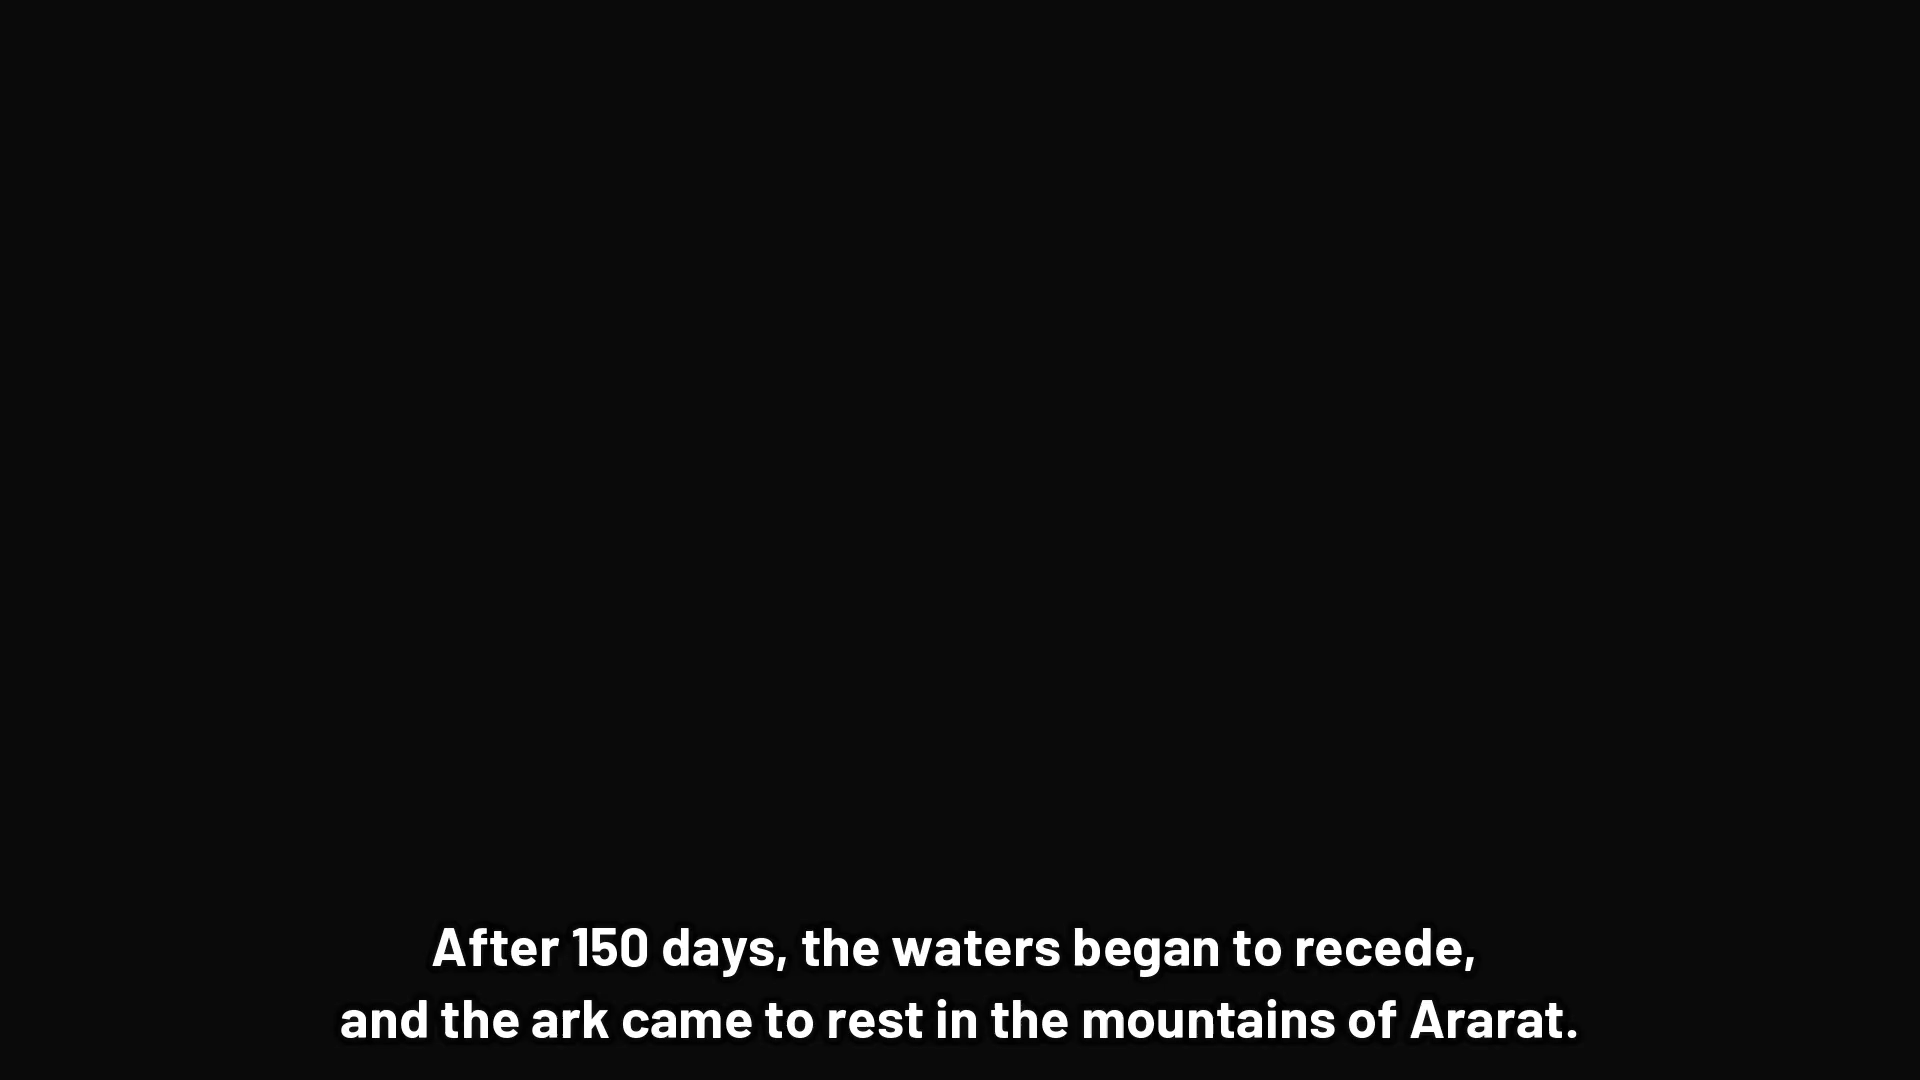 After 150 days, the waters began to recede,
and the ark came to rest in the mountains of Ararat.